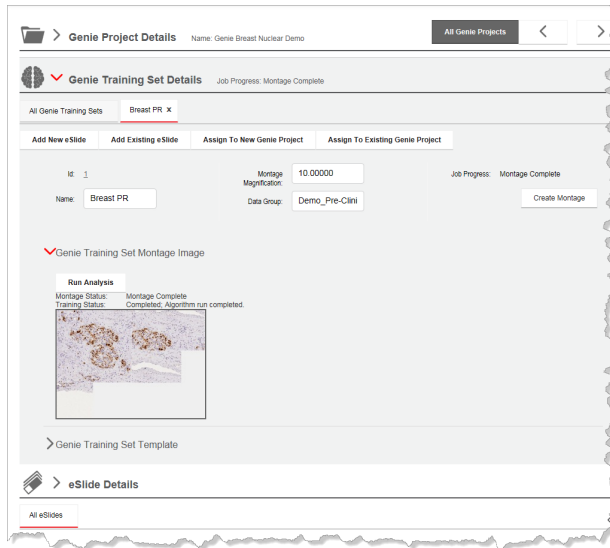 Genie Project Details Name: Genie Breast Nuclear Demo All Genie Projects
Genie Training Set Details Job Progress: Montage Complete
All Genie Training Sets Breast PR X
Add New eSlide Add Existing eSlide Assign To New Genie Project Assign To Existing Genie Project
Id: 1 Montage Magnification: 10.00000 Job Progress: Montage Complete
Name: Breast PR Data Group: Demo_Pre-Clini Create Montage
Genie Training Set Montage Image
Run Analysis
Montage Status: Montage Complete
Training Status: Completed; Algorithm run completed.
Genie Training Set Template
eSlide Details
All eSlides